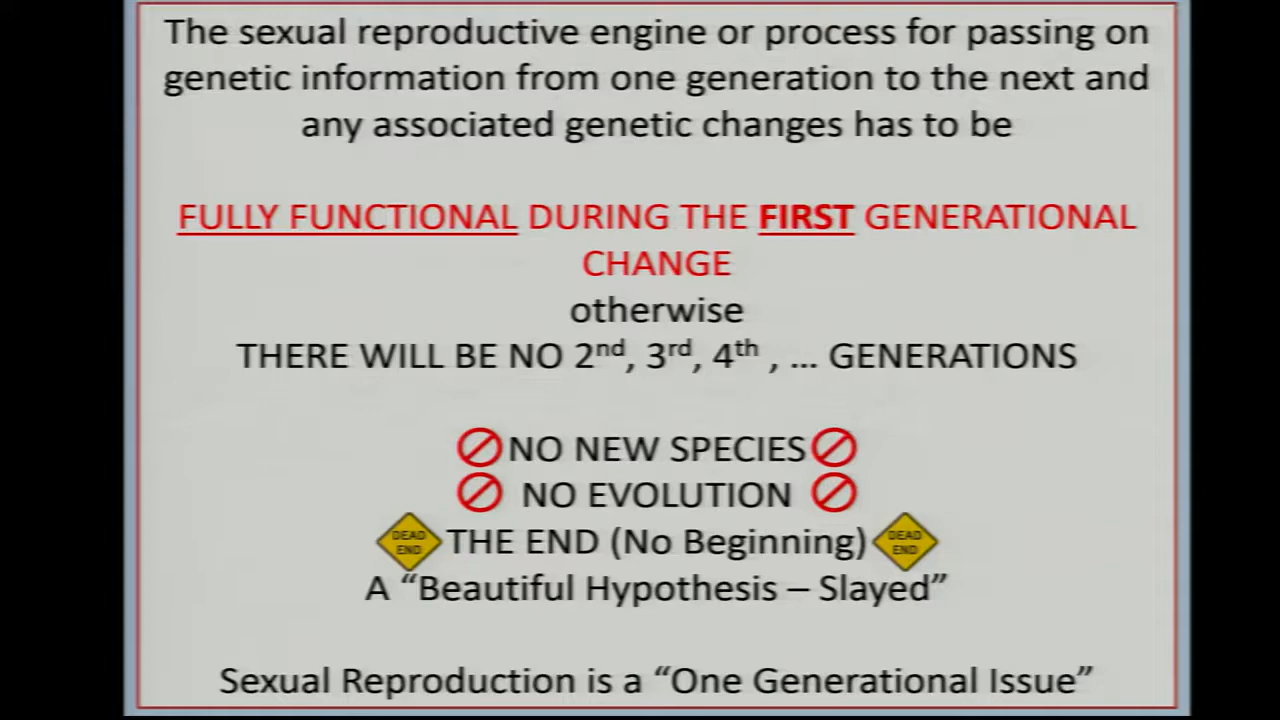 The sexual reproductive engine or process for passing on
genetic information from one generation to the next and
any associated genetic changes has to be
FULLY FUNCTIONAL DURING THE FIRST GENERATIONAL
CHANGE
otherwise
THERE WILL BE NO 2nd, 3rd, 4th , ... GENERATIONS
NO NEW SPECIES
NO EVOLUTION
DEAD
END
THE END (No Beginning)
DEAD
END
A “Beautiful Hypothesis – Slayed”
Sexual Reproduction is a “One Generational Issue”